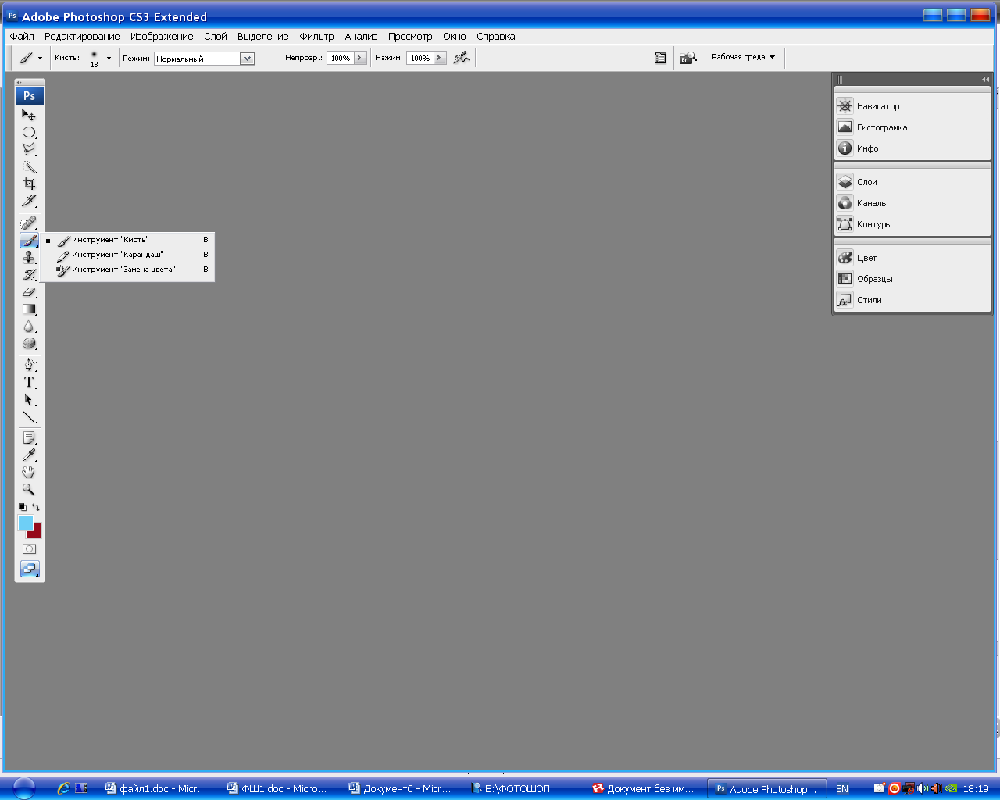 Ps Adobe Photoshop CS3 Extended
Файл Редактирование Изображение Слой Выделение Фильтр Анализ Просмотр Окно Справка
Кисть: 13 Режим: Нормальный Непрозр.: 100% Нажим: 100% Br Рабочая среда
Ps
Навигатор
Гистограмма
Инфо
Слои
Каналы
Контуры
Цвет
Образцы
Стили
Инструмент "Кисть" B
Инструмент "Карандаш" B
Инструмент "Замена цвета" B
T
файл1.doc - Micr... ФШ1.doc - Micro... Документ6 - Micr... E:\ФОТОШОП Документ без им... Ps Adobe Photoshop... EN 18:19